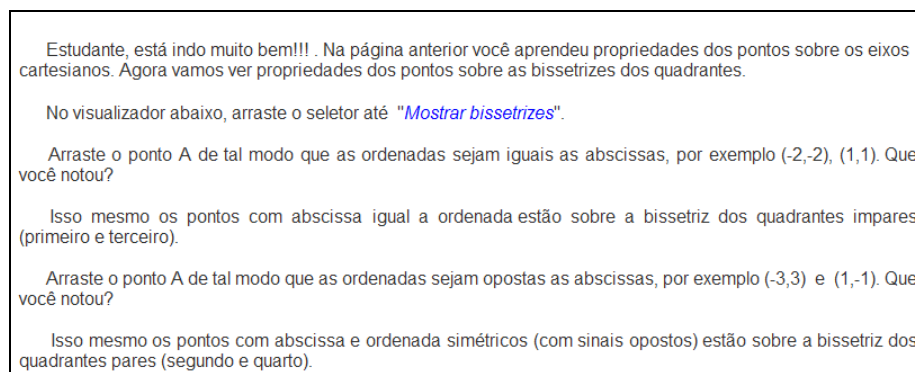 Estudante, está indo muito bem!!! . Na página anterior você aprendeu propriedades dos pontos sobre os eixos
cartesianos. Agora vamos ver propriedades dos pontos sobre as bissetrizes dos quadrantes.
No visualizador abaixo, arraste o seletor até "Mostrar bissetrizes".
Arraste o ponto A de tal modo que as ordenadas sejam iguais as abscissas, por exemplo (-2,-2), (1,1). Que
você notou?
Isso mesmo os pontos com abscissa igual a ordenada estão sobre a bissetriz dos quadrantes impares
(primeiro e terceiro).
Arraste o ponto A de tal modo que as ordenadas sejam opostas as abscissas, por exemplo (-3,3) e (1,-1). Que
você notou?
Isso mesmo os pontos com abscissa e ordenada simétricos (com sinais opostos) estão sobre a bissetriz dos
quadrantes pares (segundo e quarto).